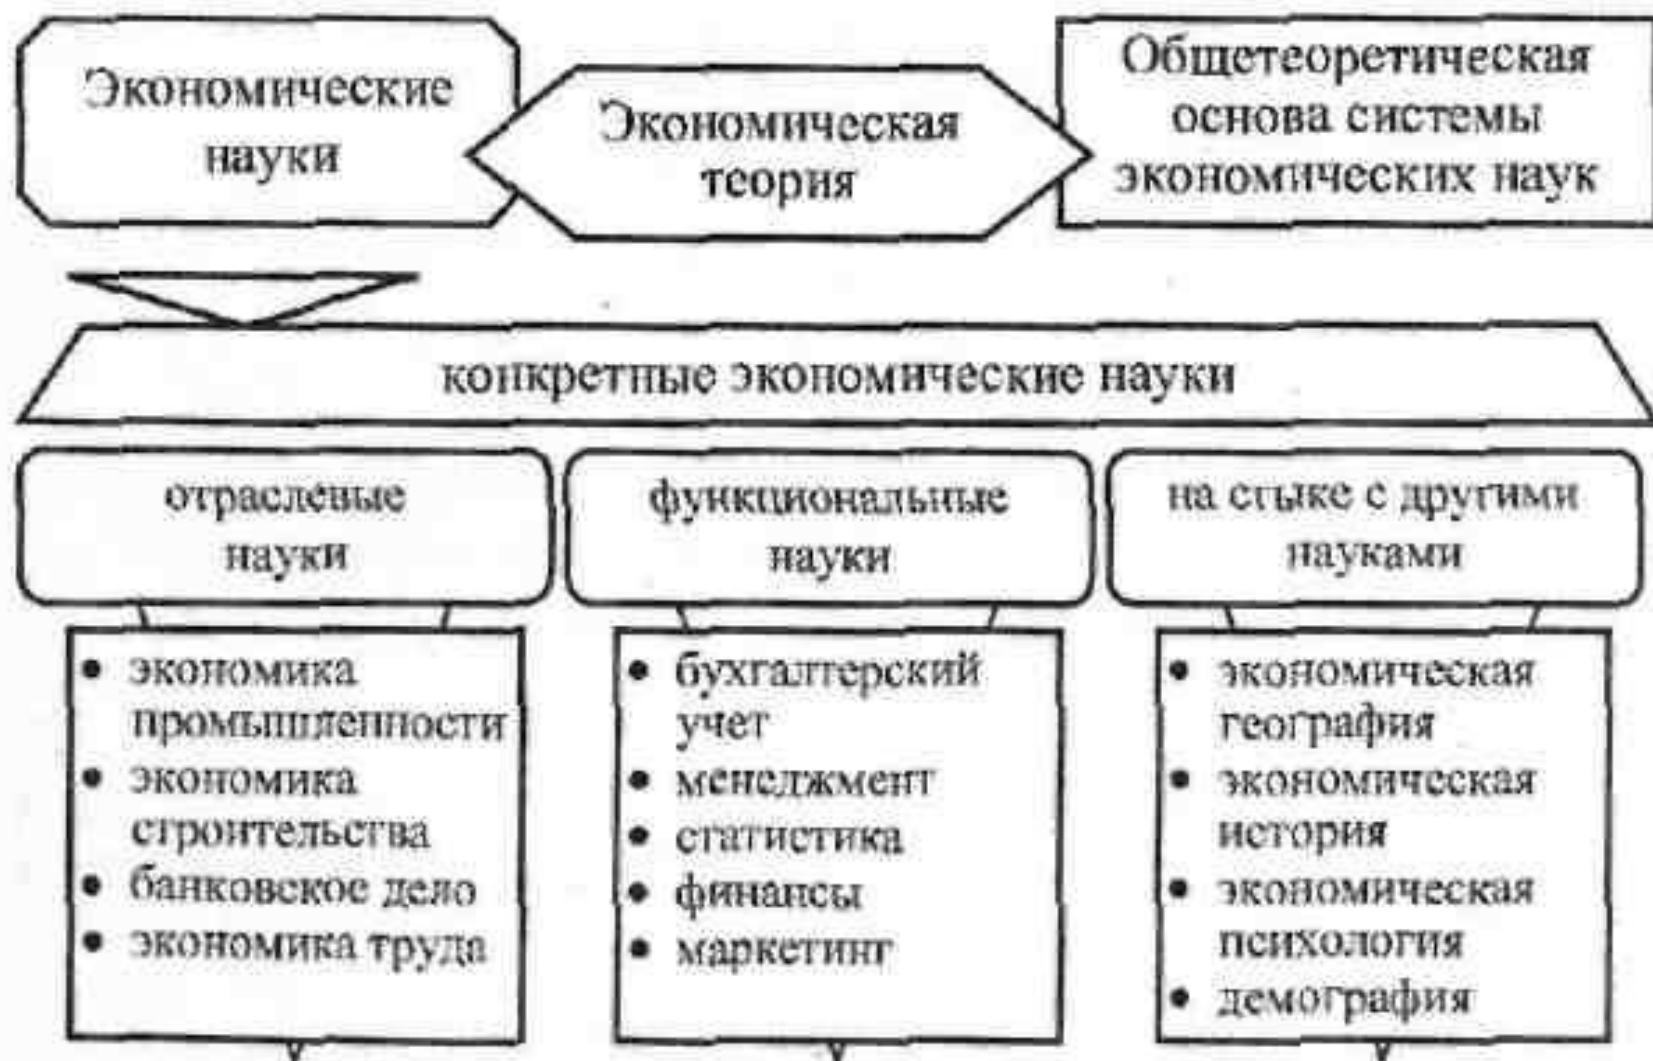 Экономические
науки
Экономическая
теория
Общетеоретическая
основа системы
экономических наук
конкретные экономические науки
отраслевые
науки
• экономика
промышленности
• экономика
строительства
• банковское дело
• экономика труда
функциональные
науки
• бухгалтерский
учет
• менеджмент
• статистика
• финансы
• маркетинг
на стыке с другими
науками
• экономическая
география
• экономическая
история
• экономическая
психология
• демография